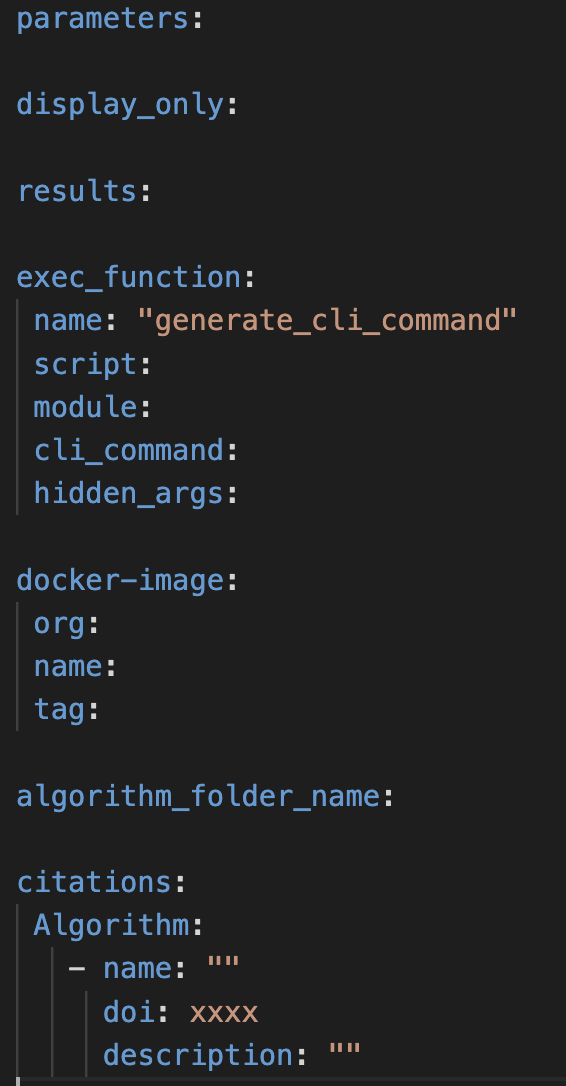 parameters:
display_only:
results:
exec_function:
name: "generate_cli_command"
script:
module:
cli_command:
hidden_args:
docker-image:
org:
name:
tag:
algorithm_folder_name:
citations:
Algorithm:
- name: ""
doi: xxxx
description: ""